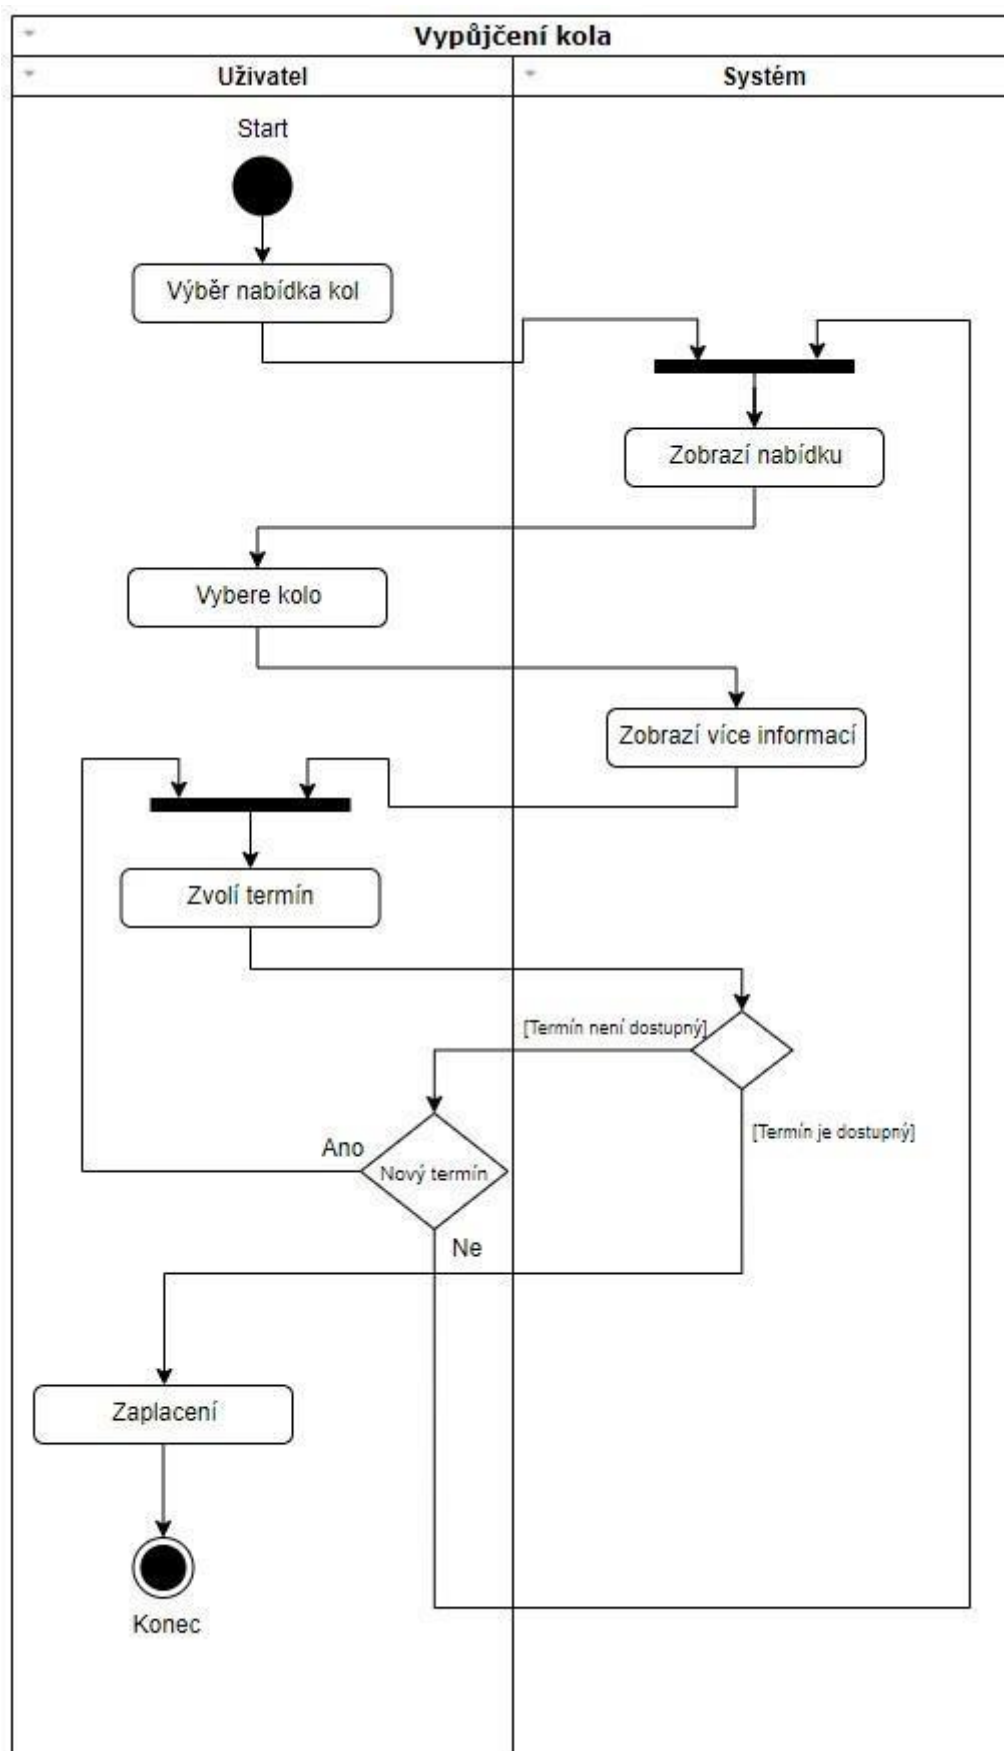 Vypůjčení kola
Uživatel
Systém
Start
Výběr nabídka kol
Zobrazí nabídku
Vybere kolo
Zobrazí více informací
Zvolí termín
[Termín není dostupný]
[Termín je dostupný]
Ano
Nový termín
Ne
Zaplacení
Konec